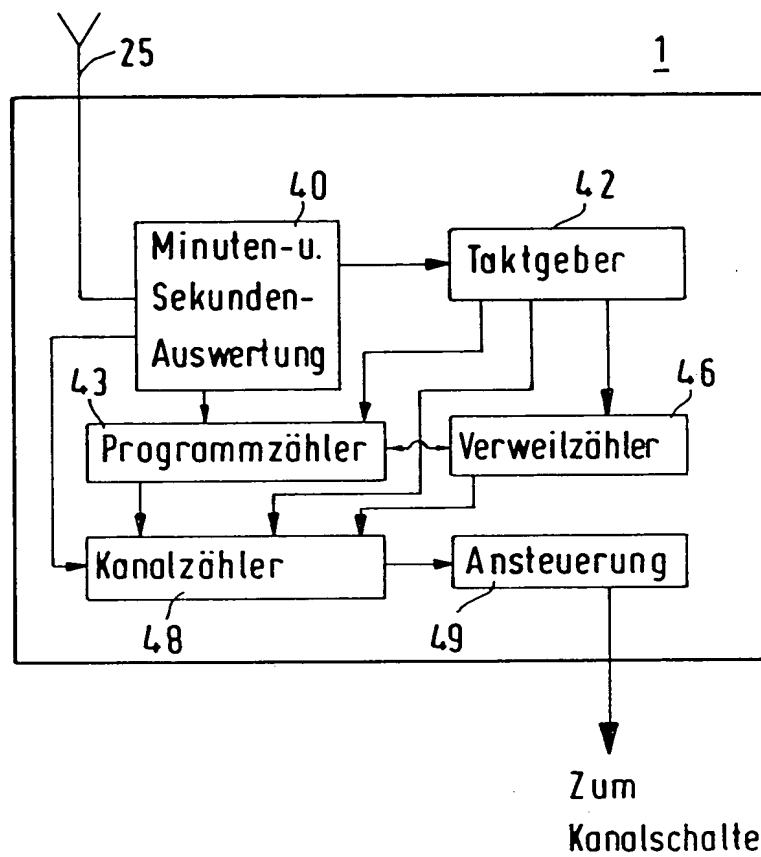 25
1
40
42
Minuten-u.
Sekunden-
Auswertung
Taktgeber
43
46
Programmzähler
Verweilzähler
Kanalzähler
Ansteuerung
48
49
Zum
Kanalschalte